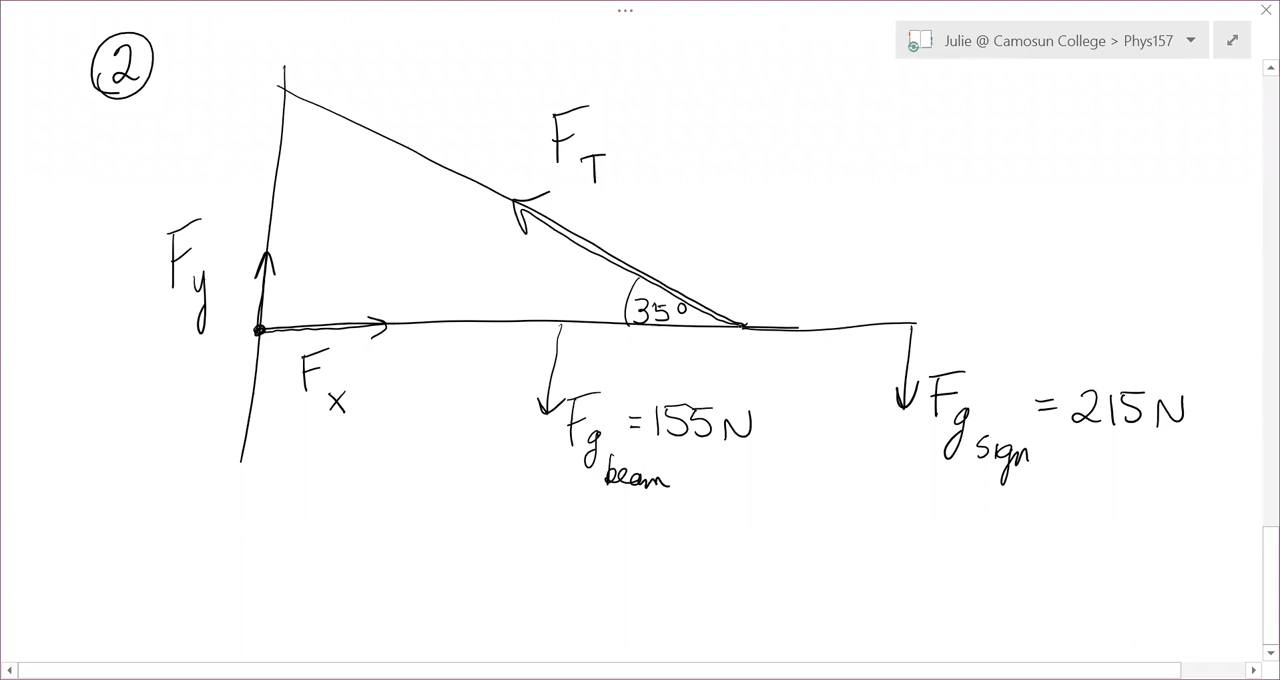 Julie @ Camosun College > Phys157
2
F_T
F_y
35°
F_x
F_g beam = 155 N
F_g sign = 215 N